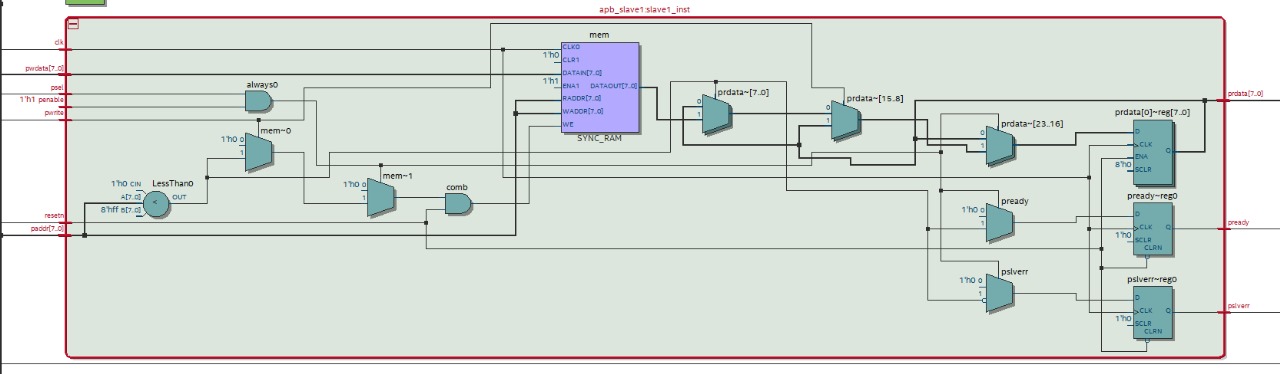 apb_slave1:slave1_inst
clk
pwdata[7..0]
psel
1'h1 penable
pwrite
resetn
paddr[7..0]
always0
mem~0
1'h0 0
1
LessThan0
1'h0 CIN
A[7..0]
8'hff B[7..0]
OUT
<
mem~1
1'h0 0
1
comb
mem
CLK0
1'h0
CLR1
DATAIN[7..0]
1'h1
ENA1
DATAOUT[7..0]
RADDR[7..0]
WADDR[7..0]
WE
SYNC_RAM
prdata~[7..0]
0
1
prdata~[15..8]
0
1
prdata~[23..16]
0
1
prdata[0]~reg[7..0]
D
CLK
Q
ENA
8'h0
SCLR
pready
1'h0 0
1
pready~reg0
D
CLK
Q
1'h0
SCLR
CLRN
pslverr
1'h0 0
1
pslverr~reg0
D
CLK
Q
1'h0
SCLR
CLRN
prdata[7..0]
pready
pslverr